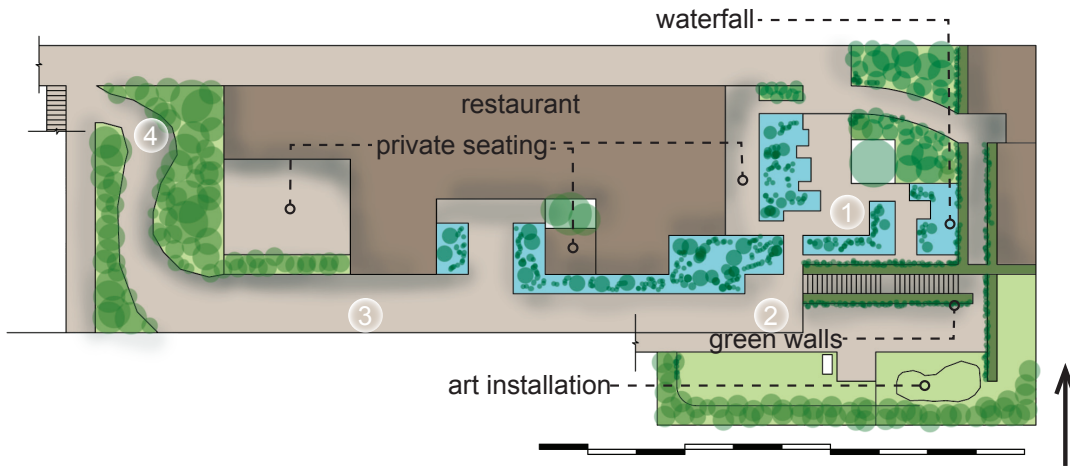 waterfall
restaurant
4
private seating
1
3
2
green walls
art installation